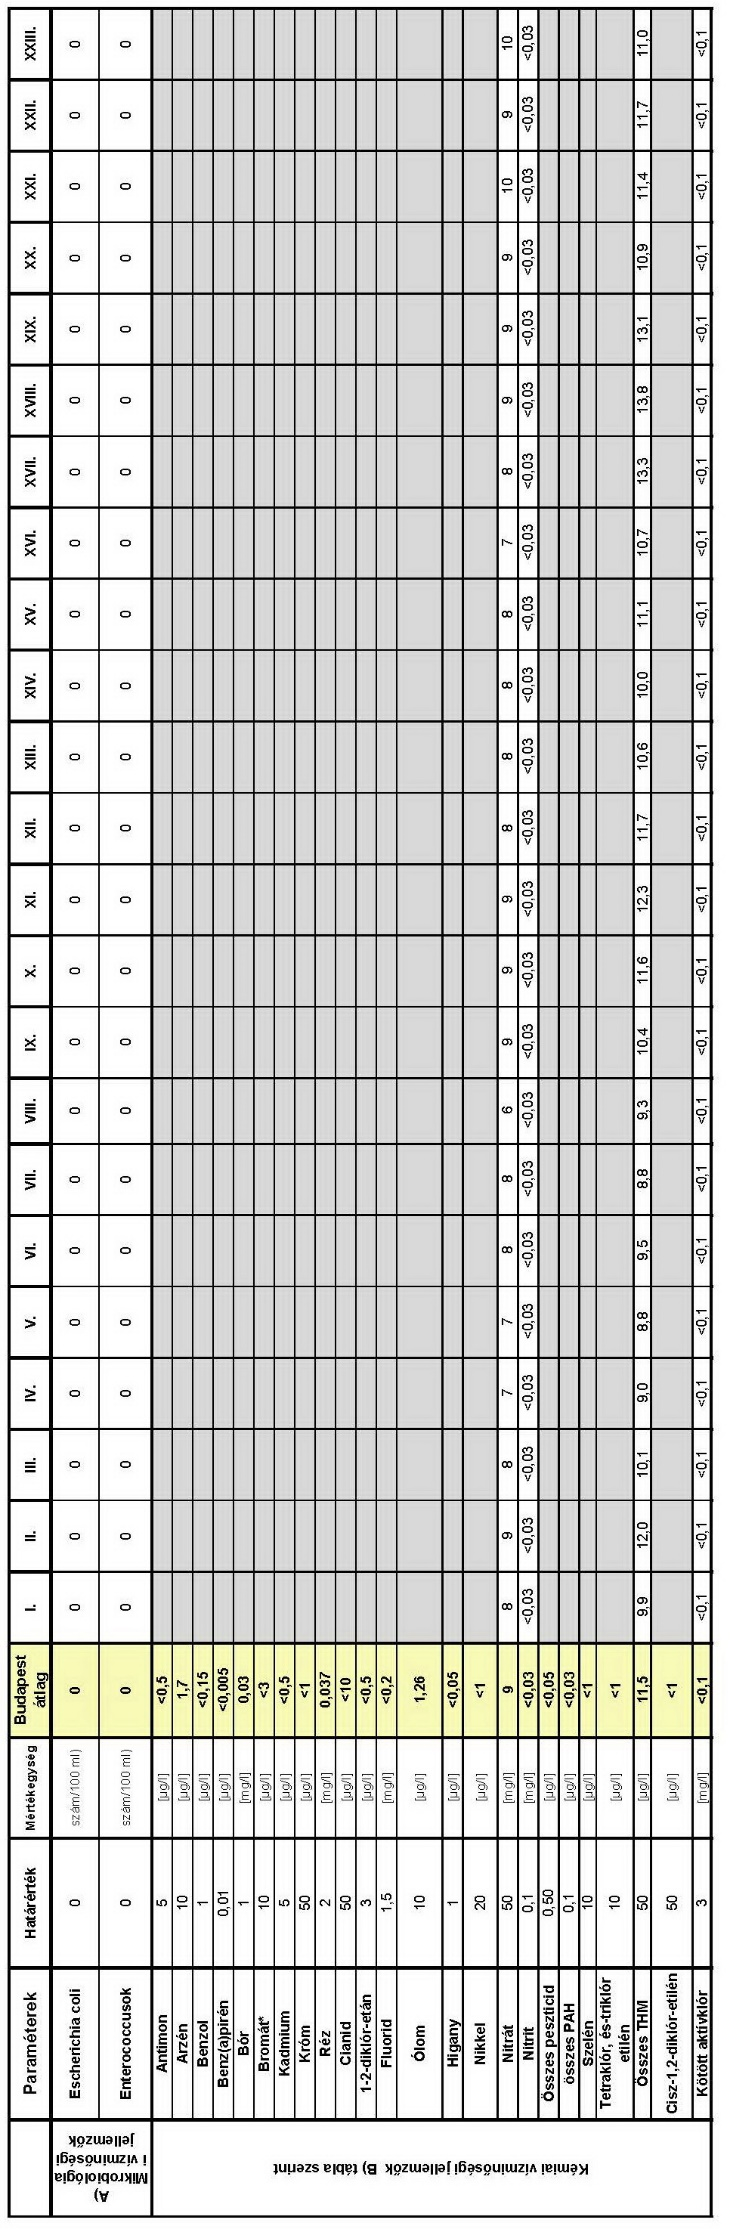 Paraméterek Határérték Mértékegység Budapest átlag I. II. III. IV. V. VI. VII. VIII. IX. X. XI. XII. XIII. XIV. XV. XVI. XVII. XVIII. XIX. XX. XXI. XXII. XXIII.
A) Mikrobiológia i vízminőségi jellemzők
Escherichia coli 0 szám/100 ml) 0 0 0 0 0 0 0 0 0 0 0 0 0 0 0 0 0 0 0 0 0 0 0 0
Enterococcusok 0 szám/100 ml) 0 0 0 0 0 0 0 0 0 0 0 0 0 0 0 0 0 0 0 0 0 0 0 0
Kémiai vízminőségi jellemzők B) tábla szerint
Antimon 5 [µg/l] <0,5
Arzén 10 [µg/l] 1,7
Benzol 1 [µg/l] <0,15
Benz(a)pirén 0,01 [µg/l] <0,005
Bór 1 [mg/l] 0,03
Bromát* 10 [µg/l] <3
Kadmium 5 [µg/l] <0,5
Króm 50 [µg/l] <1
Réz 2 [mg/l] 0,037
Cianid 50 [µg/l] <10
1-2-diklór-etán 3 [µg/l] <0,5
Fluorid 1,5 [mg/l] <0,2
Ólom 10 [µg/l] 1,26
Higany 1 [µg/l] <0,05
Nikkel 20 [µg/l] <1
Nitrát 50 [mg/l] 9 8 9 8 7 7 8 8 6 9 9 9 8 8 8 8 7 8 9 9 9 10 9 10
Nitrit 0,1 [mg/l] <0,03 <0,03 <0,03 <0,03 <0,03 <0,03 <0,03 <0,03 <0,03 <0,03 <0,03 <0,03 <0,03 <0,03 <0,03 <0,03 <0,03 <0,03 <0,03 <0,03 <0,03 <0,03 <0,03 <0,03
Összes peszticid 0,50 [µg/l] <0,05
összes PAH 0,1 [µg/l] <0,03
Szelén 10 [µg/l] <1
Tetraklór, és-triklór etilén 10 [µg/l] <1
Összes THM 50 [µg/l] 11,5 9,9 12,0 10,1 9,0 8,8 9,5 8,8 9,3 10,4 11,6 12,3 11,7 10,6 10,0 11,1 10,7 13,3 13,8 13,1 10,9 11,4 11,7 11,0
Cisz-1,2-diklór-etilén 50 [µg/l] <1
Kötött aktívklór 3 [mg/l] <0,1 <0,1 <0,1 <0,1 <0,1 <0,1 <0,1 <0,1 <0,1 <0,1 <0,1 <0,1 <0,1 <0,1 <0,1 <0,1 <0,1 <0,1 <0,1 <0,1 <0,1 <0,1 <0,1 <0,1